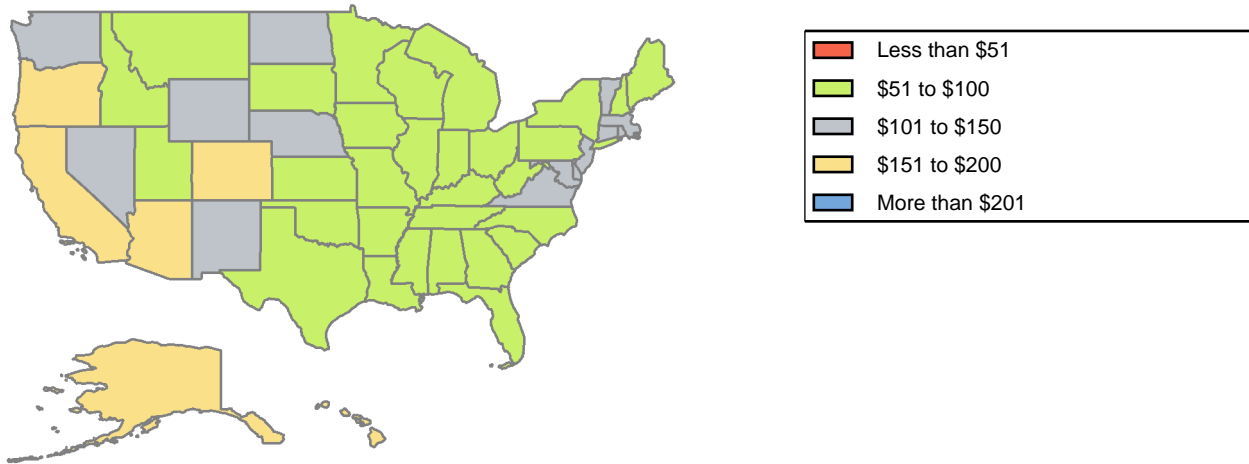 Less than $51
$51 to $100
$101 to $150
$151 to $200
More than $201